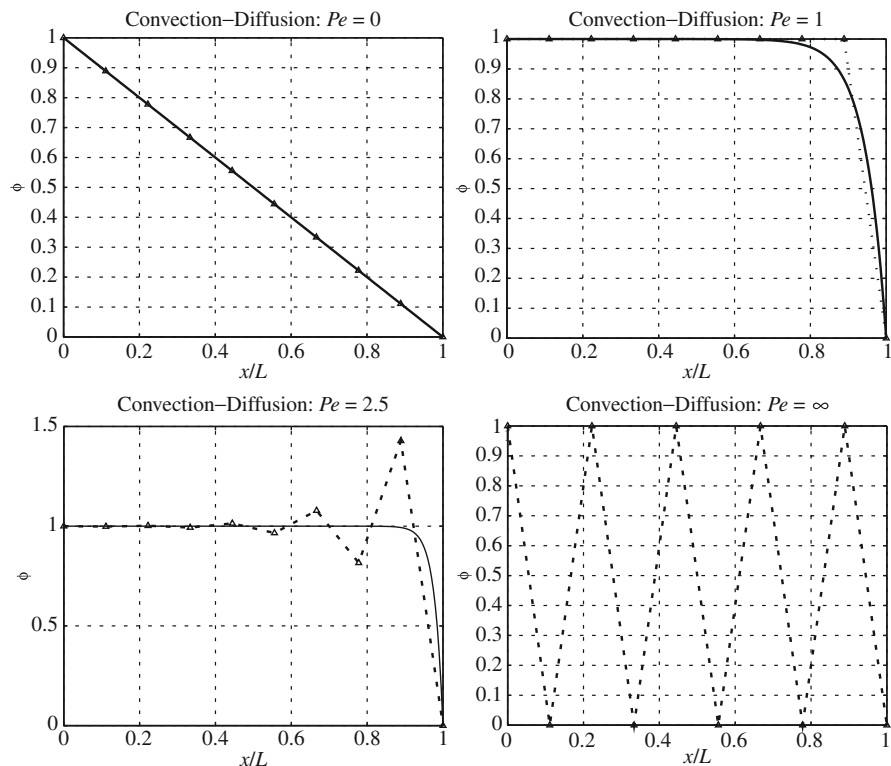 Convection–Diffusion: Pe = 0
1
0.9
0.8
0.7
0.6
0.5
0.4
0.3
0.2
0.1
0
ϕ
0 0.2 0.4 0.6 0.8 1
x/L
Convection–Diffusion: Pe = 1
1
0.9
0.8
0.7
0.6
0.5
0.4
0.3
0.2
0.1
0
ϕ
0 0.2 0.4 0.6 0.8 1
x/L
Convection–Diffusion: Pe = 2.5
1.5
1
0.5
0
ϕ
0 0.2 0.4 0.6 0.8 1
x/L
Convection–Diffusion: Pe = ∞
1
0.9
0.8
0.7
0.6
0.5
0.4
0.3
0.2
0.1
0
ϕ
0 0.2 0.4 0.6 0.8 1
x/L